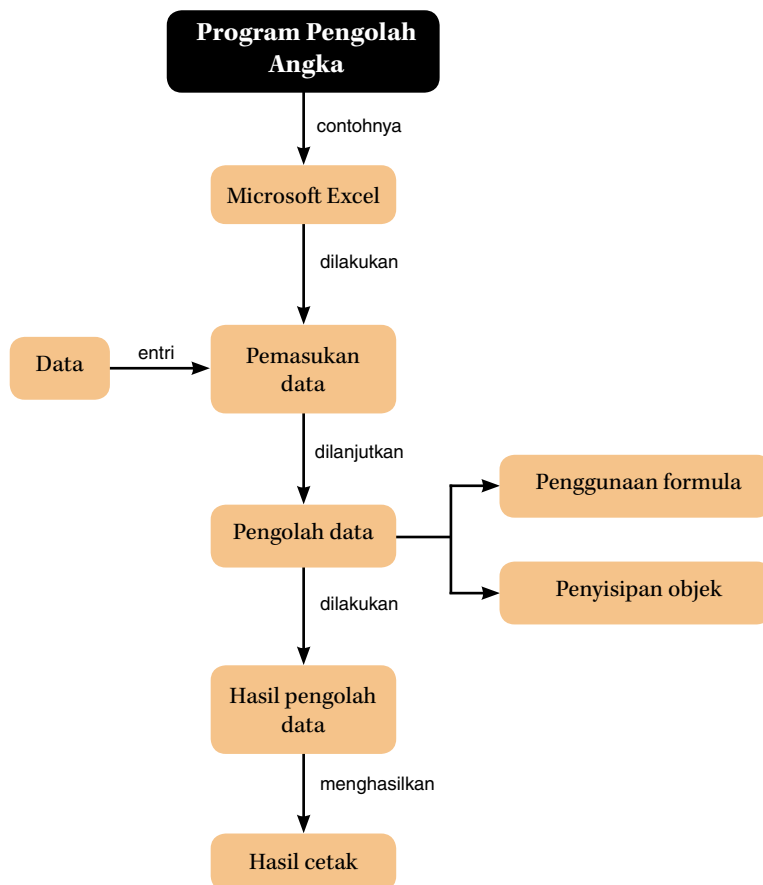 Program Pengolah
Angka
contohnya
Microsoft Excel
dilakukan
Data
entri
Pemasukan
data
dilanjutkan
Pengolah data
Penggunaan formula
Penyisipan objek
dilakukan
Hasil pengolah
data
menghasilkan
Hasil cetak